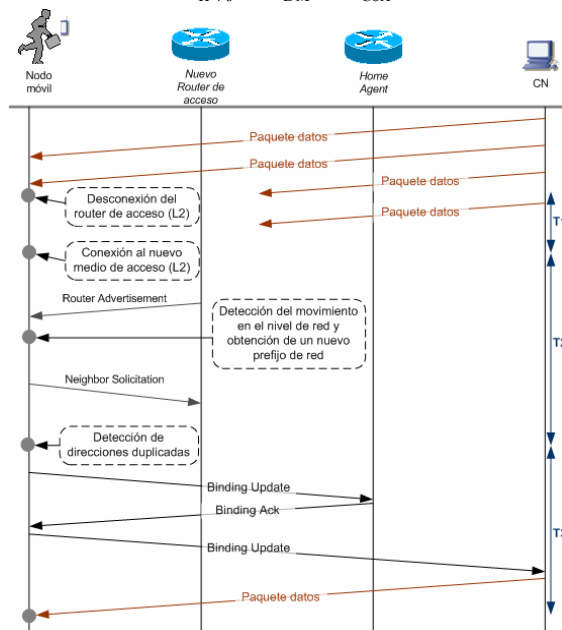 Nodo
móvil
Nuevo
Router de
acceso
Home
Agent
CN
Paquete datos
Paquete datos
Paquete datos
Paquete datos
Desconexión del
router de acceso (L2)
T1
Conexión al nuevo
medio de acceso (L2)
Router Advertisement
Detección del movimiento
en el nivel de red y
obtención de un nuevo
prefijo de red
T2
Neighbor Solicitation
Detección de
direcciones duplicadas
Binding Update
Binding Ack
T3
Binding Update
Paquete datos